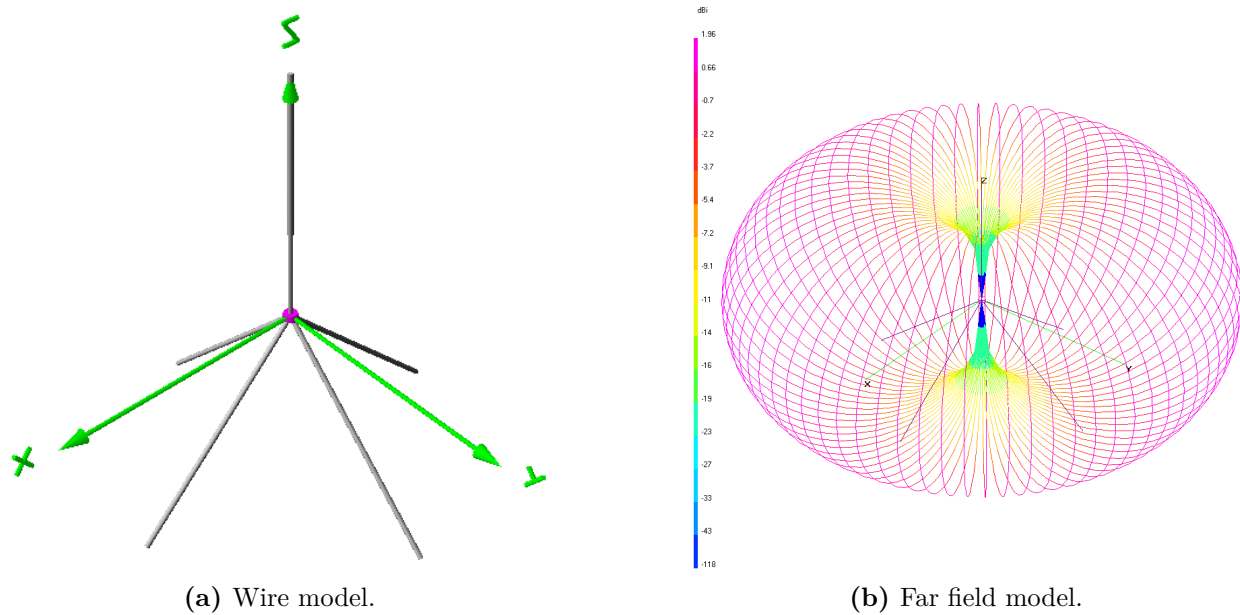 Z
X
Y
(a) Wire model.
dBi
1.96
0.66
-0.7
-2.2
-3.7
-5.4
-7.2
-9.1
-11
-14
-16
-19
-23
-27
-33
-43
-118
Z
X
Y
(b) Far field model.